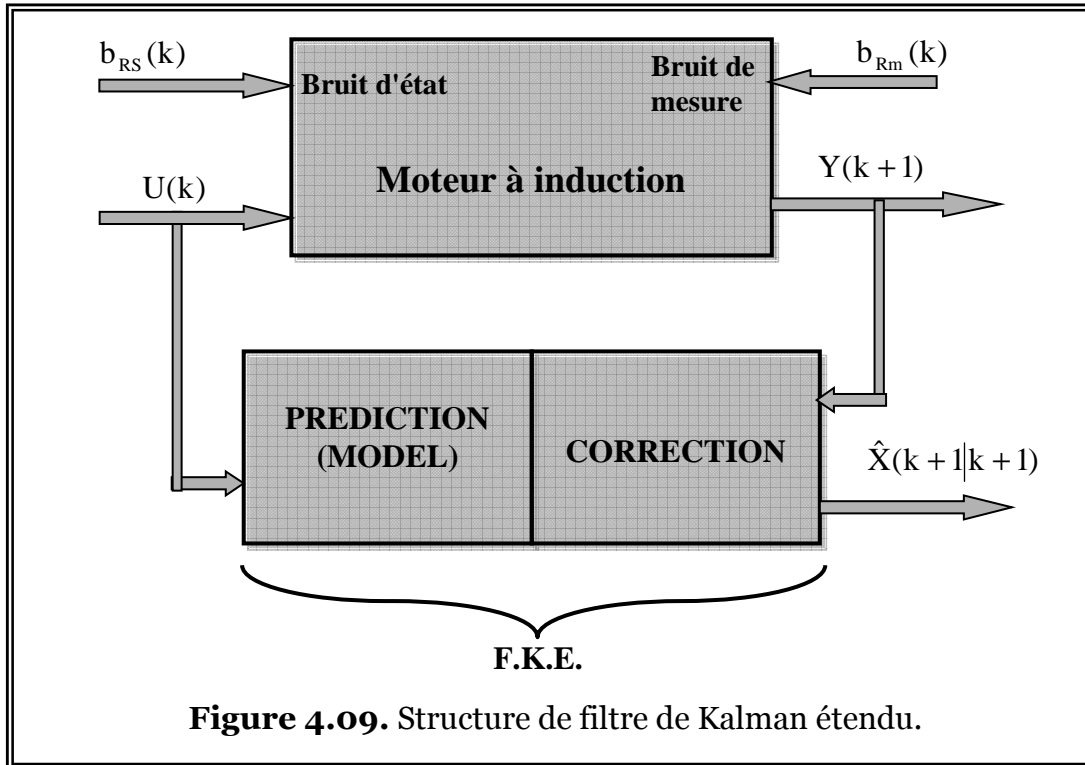 b_RS(k)
b_Rm(k)
Bruit d'état
Bruit de
mesure
Moteur à induction
U(k)
Y(k+1)
PREDICTION
(MODEL)
CORRECTION
X̂(k+1|k+1)
F.K.E.
Figure 4.09. Structure de filtre de Kalman étendu.